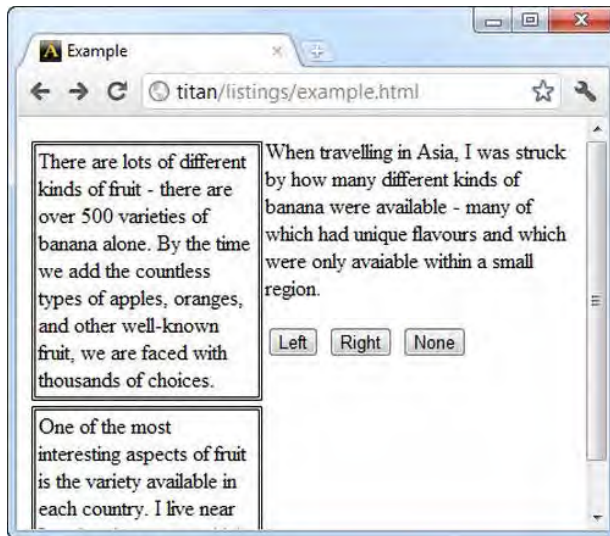 Example
titan/listings/example.html
There are lots of different
kinds of fruit - there are
over 500 varieties of
banana alone. By the time
we add the countless
types of apples, oranges,
and other well-known
fruit, we are faced with
thousands of choices.
One of the most
interesting aspects of fruit
is the variety available in
each country. I live near
When travelling in Asia, I was struck
by how many different kinds of
banana were available - many of
which had unique flavours and which
were only avaiable within a small
region.
Left Right None